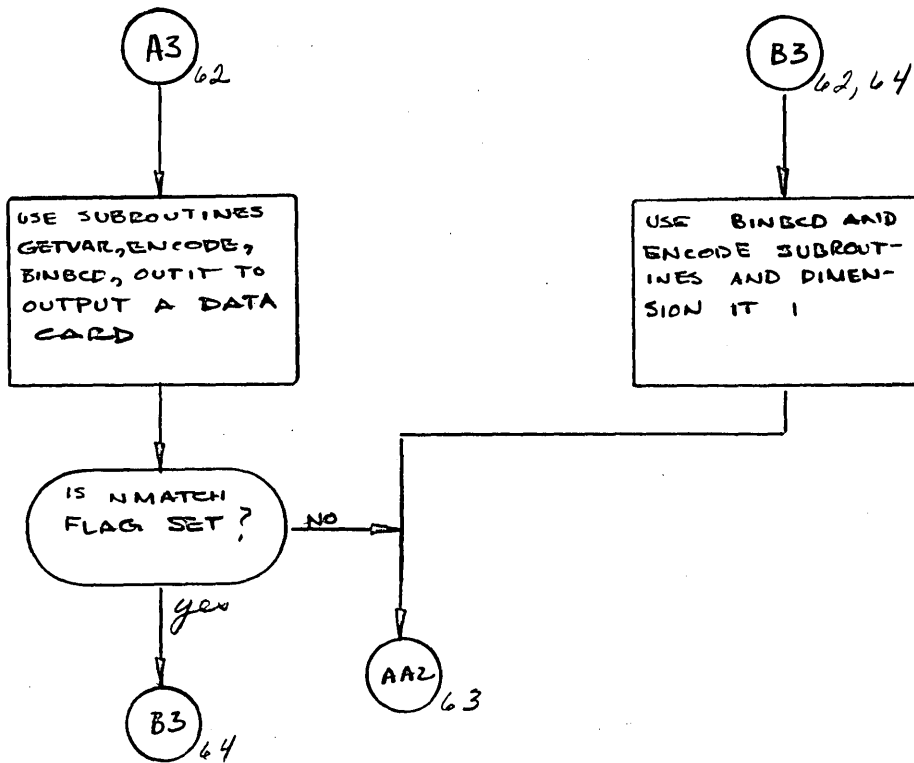 A3
62
USE SUBROUTINES
GETVAR, ENCODE,
BINBCD, OUTIT TO
OUTPUT A DATA
CARD
IS NMATCH
FLAG SET?
NO
yes
B3
64
B3
62, 64
USE BINBCD AND
ENCODE SUBROUT-
INES AND DIMEN-
SION IT 1
AA2
63